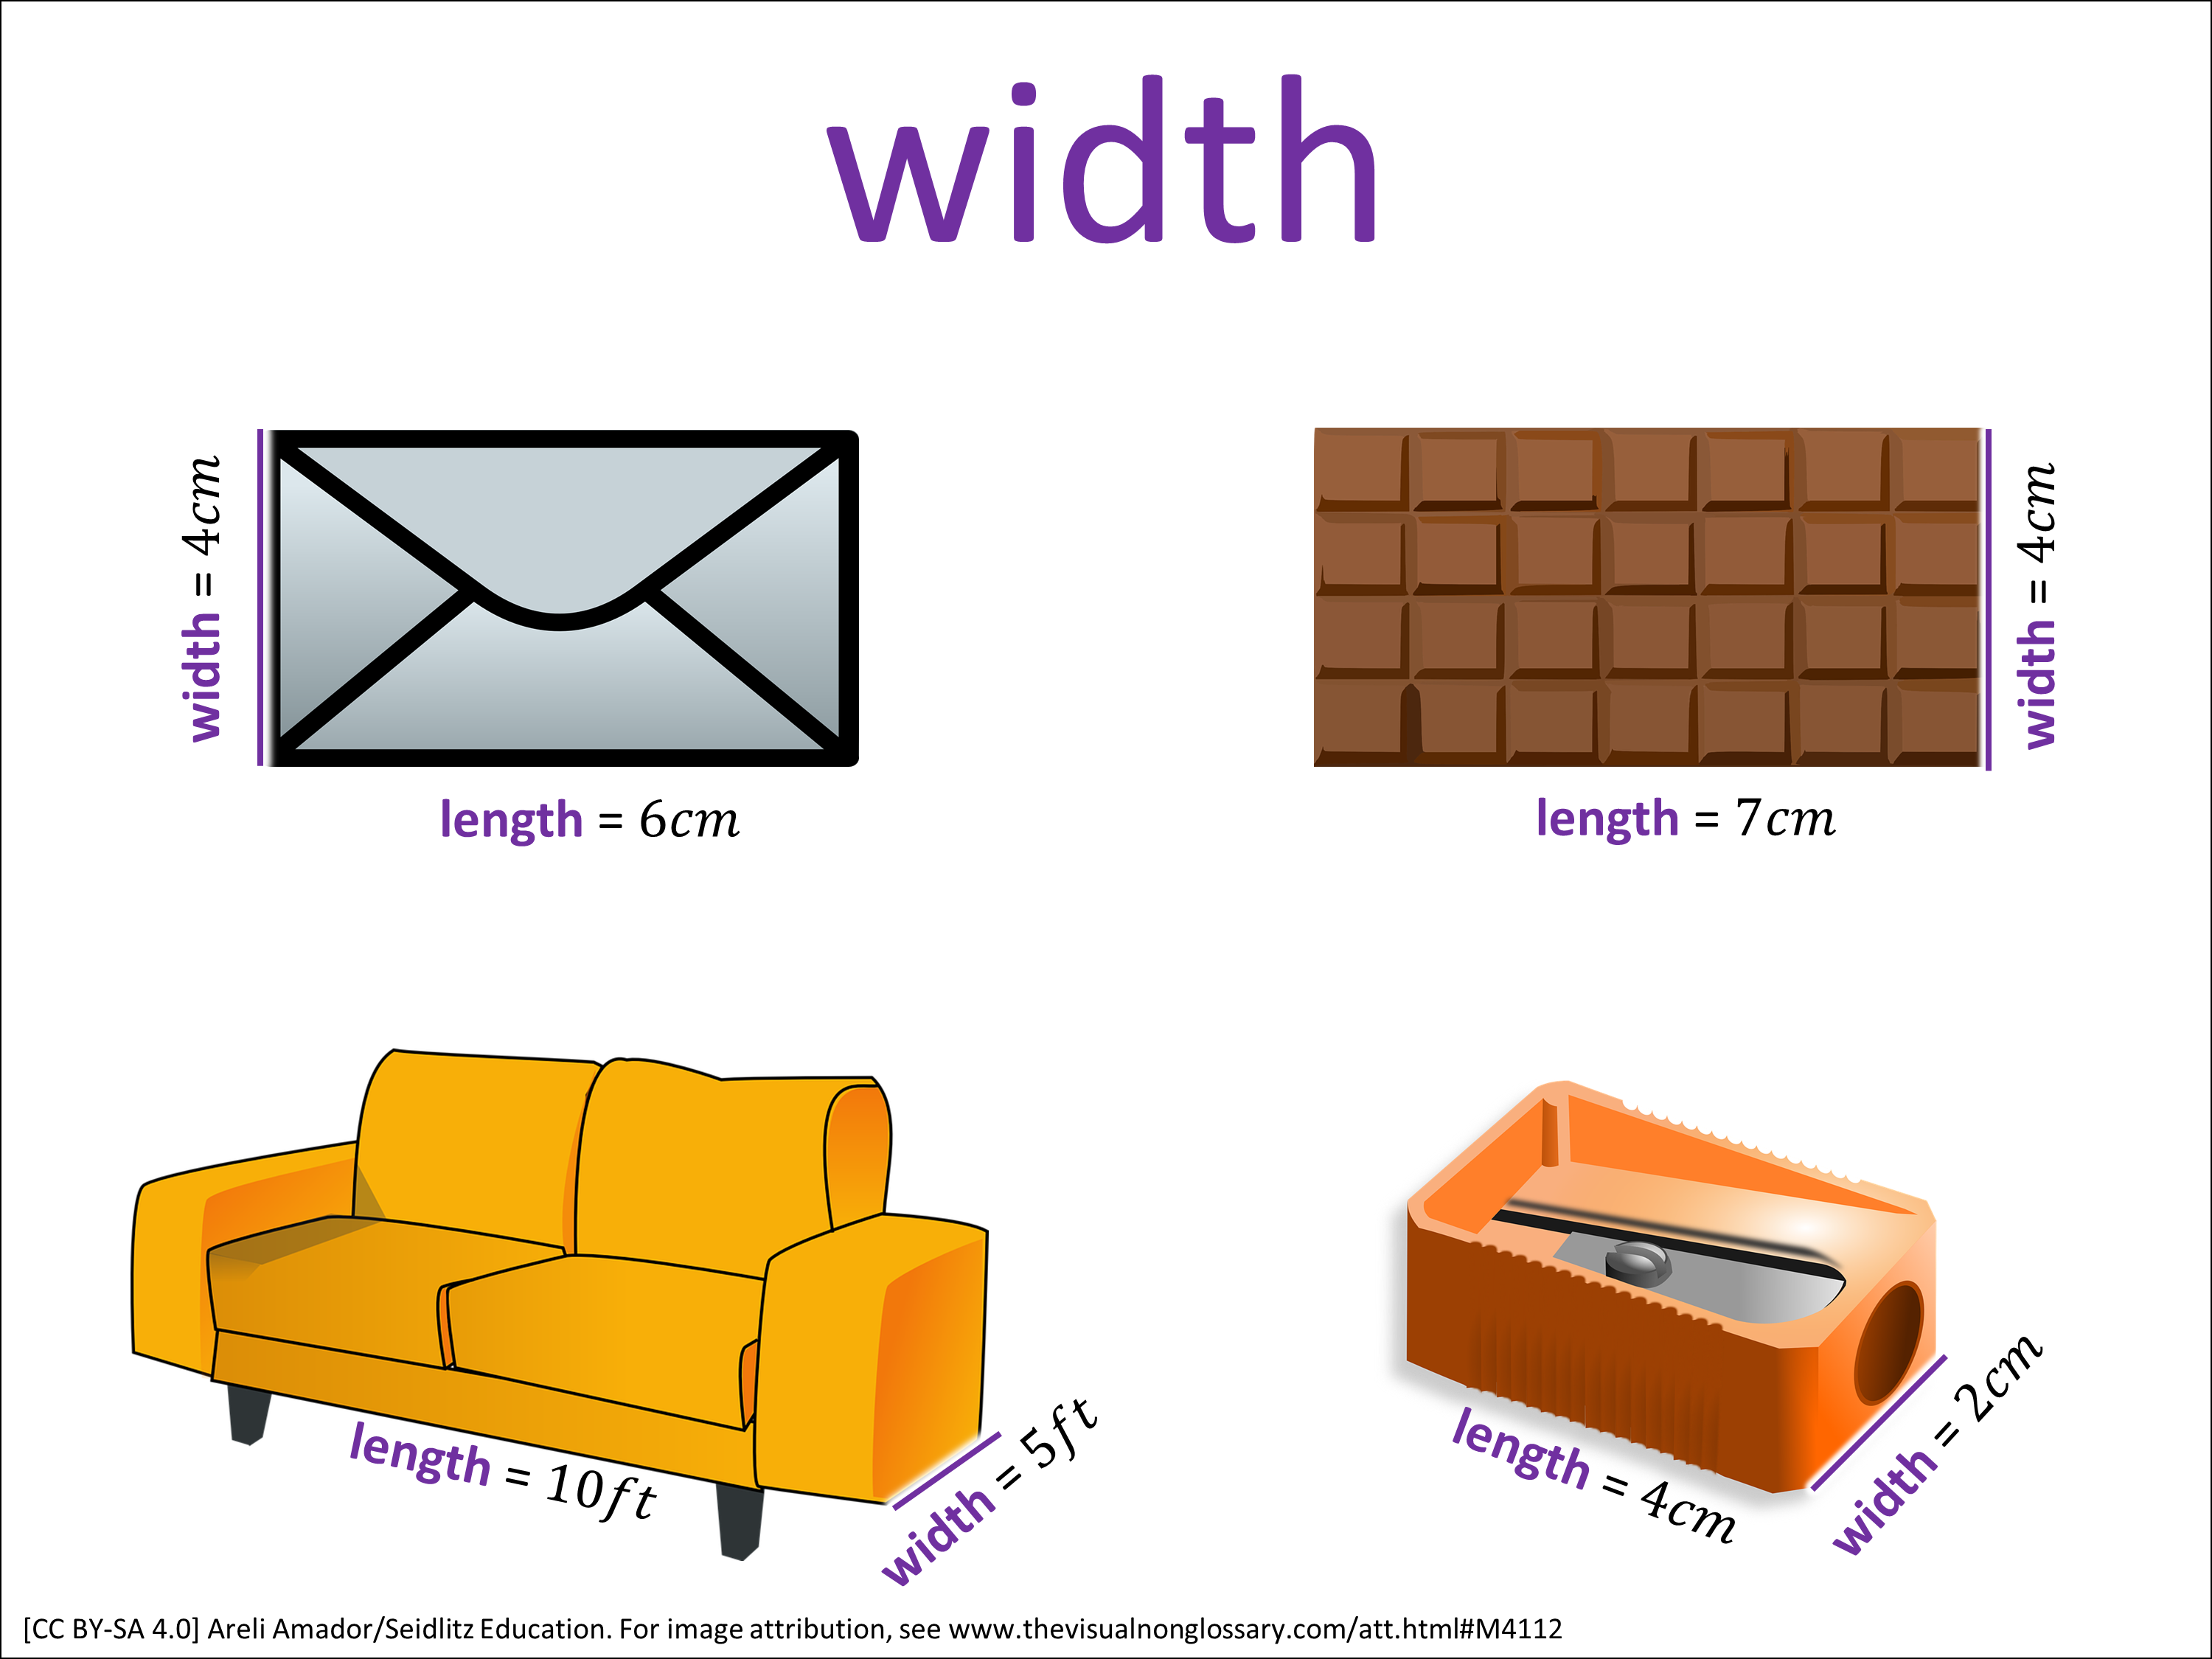 width
width = 4cm
length = 6cm
width = 4cm
length = 7cm
length = 10ft
width = 5ft
length = 4cm
width = 2cm
[CC BY-SA 4.0] Areli Amador/Seidlitz Education. For image attribution, see www.thevisualnonglossary.com/att.html#M4112